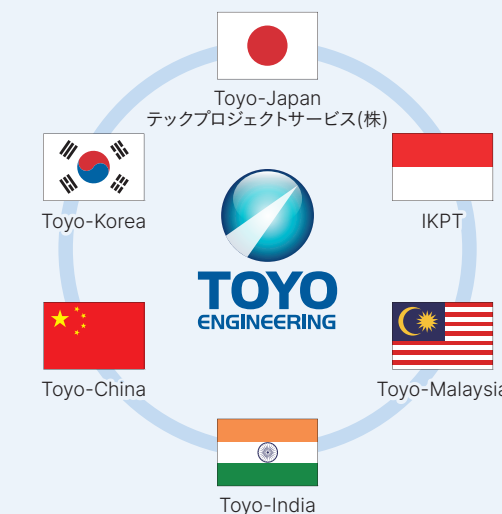 Toyo-Japan
テックプロジェクトサービス(株)
Toyo-Korea
IKPT
TOYO
ENGINEERING
Toyo-China
Toyo-Malaysia
Toyo-India